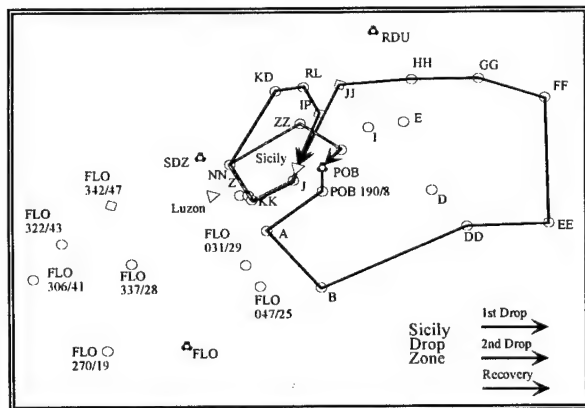 RDU
HH
GG
KD
RL
JJ
FF
IP
ZZ
E
I
SDZ
Sicily
NN
POB
FLO
342/47
Z
J
KK
POB 190/8
D
Luzon
FLO
322/43
FLO
031/29
A
DD
EE
FLO
306/41
FLO
337/28
FLO
047/25
B
Sicily
Drop
Zone
1st Drop
2nd Drop
Recovery
FLO
FLO
270/19